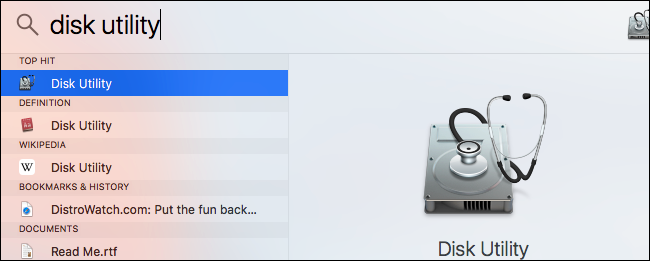 disk utility
TOP HIT
Disk Utility
DEFINITION
Disk Utility
WIKIPEDIA
W Disk Utility
BOOKMARKS & HISTORY
DistroWatch.com: Put the fun back...
DOCUMENTS
Read Me.rtf
Disk Utility